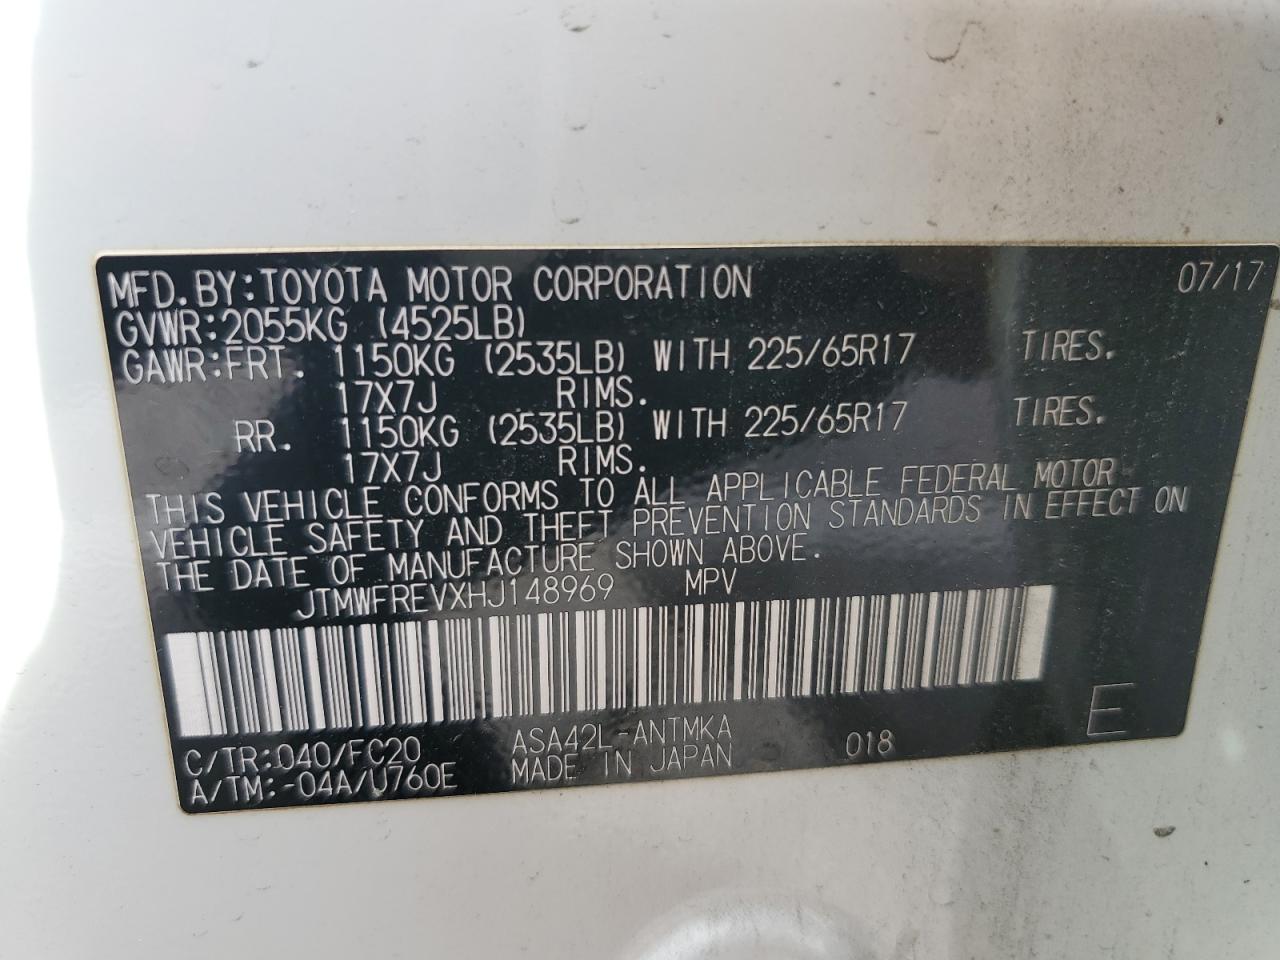 MFD.BY:TOYOTA MOTOR CORPORATION 07/17
GVWR:2055KG (4525LB)
GAWR:FRT. 1150KG (2535LB) WITH 225/65R17 TIRES.
17X7J RIMS.
RR. 1150KG (2535LB) WITH 225/65R17 TIRES.
17X7J RIMS.
THIS VEHICLE CONFORMS TO ALL APPLICABLE FEDERAL MOTOR
VEHICLE SAFETY AND THEFT PREVENTION STANDARDS IN EFFECT ON
THE DATE OF MANUFACTURE SHOWN ABOVE.
JTMWFREVXHJ148969 MPV
C/TR:040/FC20 ASA42L-ANTMKA 018 E
A/TM:-04A/U760E MADE IN JAPAN